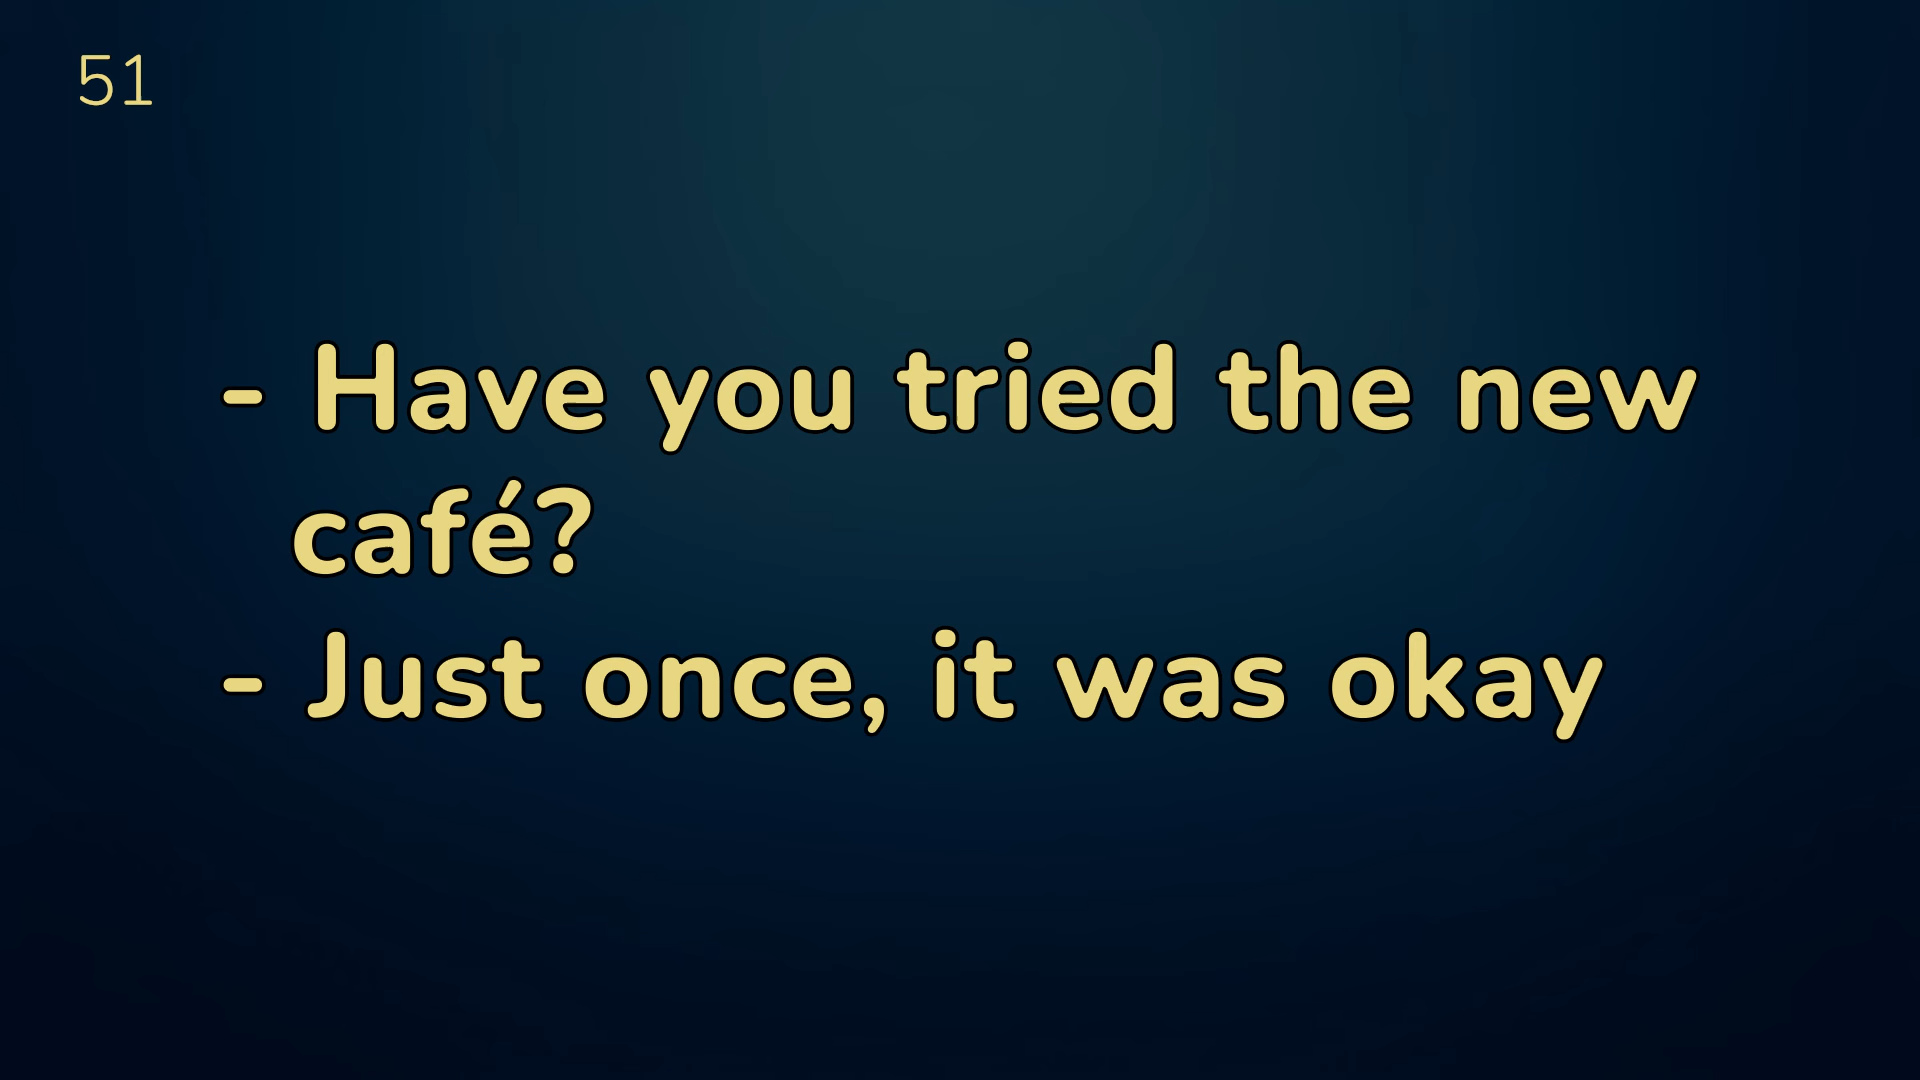 51
- Have you tried the new
café?
- Just once, it was okay